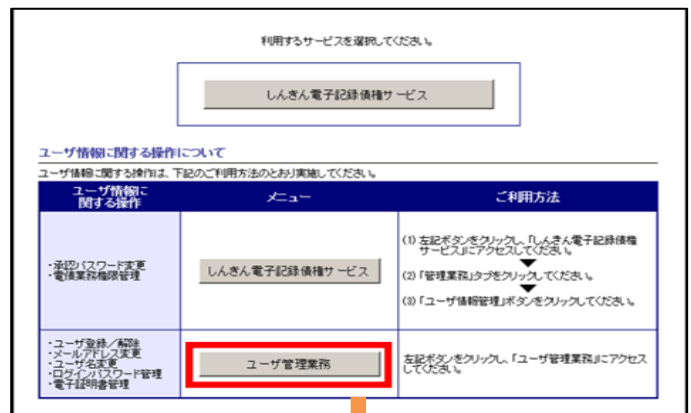 利用するサービスを選択してください。
しんきん電子記録債権サービス
ユーザ情報に関する操作について
ユーザ情報に関する操作は、下記のご利用方法のとおり実施してください。
ユーザ情報に
関する操作
メニュー
ご利用方法
・承認パスワード変更
・電債業務権限管理
しんきん電子記録債権サービス
(1) 左記ボタンをクリックし、「しんきん電子記録債権
サービス」にアクセスしてください。
(2) 「管理業務」タブをクリックしてください。
(3) 「ユーザ情報管理」ボタンをクリックしてください。
・ユーザ登録／解除
・メールアドレス変更
・ユーザ名変更
・ログインパスワード管理
・電子証明書管理
ユーザ管理業務
左記ボタンをクリックし、「ユーザ管理業務」にアクセス
してください。